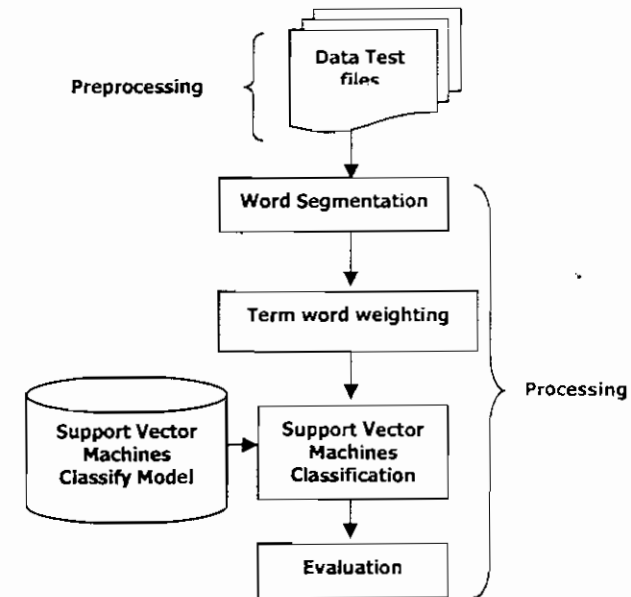 Data Test
files
Preprocessing
Word Segmentation
Term word weighting
Processing
Support Vector
Machines
Classify Model
Support Vector
Machines
Classification
Evaluation